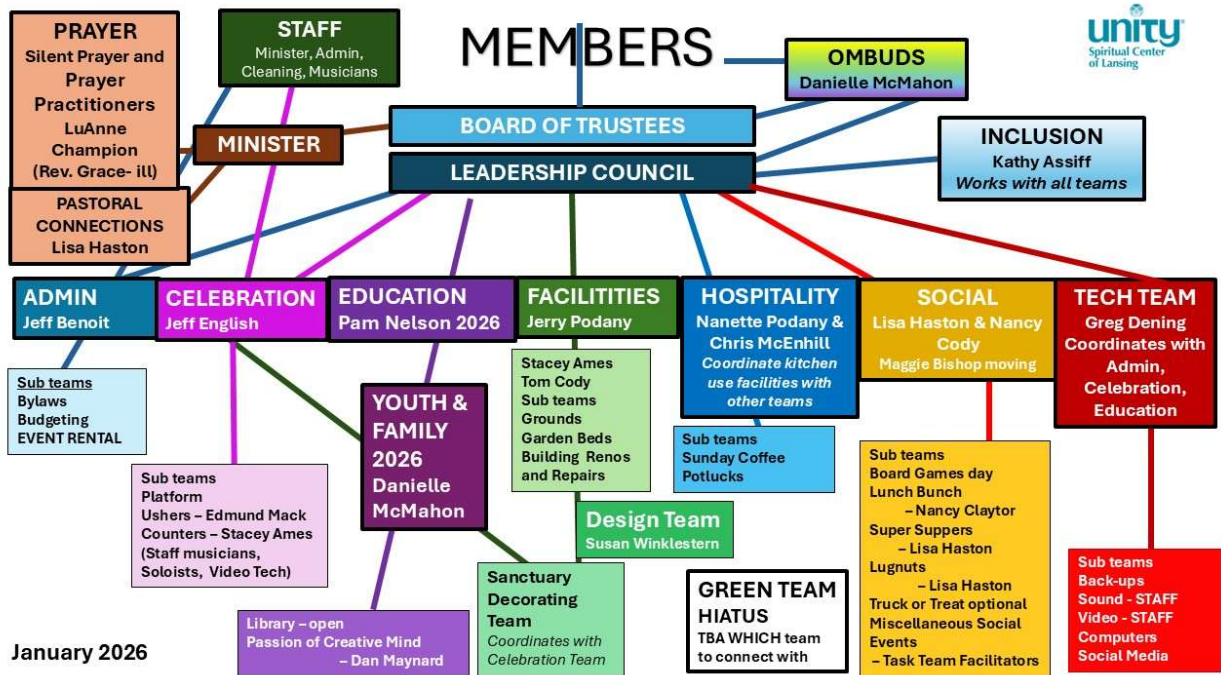 PRAYER
Silent Prayer and
Prayer
Practitioners
LuAnne
Champion
(Rev. Grace- ill)
PASTORAL
CONNECTIONS
Lisa Haston
STAFF
Minister, Admin,
Cleaning, Musicians
MINISTER
MEMBERS
BOARD OF TRUSTEES
LEADERSHIP COUNCIL
OMBUDS
Danielle McMahon
unity
Spiritual Center
of Lansing
INCLUSION
Kathy Assiff
Works with all teams
ADMIN
Jeff Benoit
CELEBRATION
Jeff English
EDUCATION
Pam Nelson 2026
FACILITITIES
Jerry Podany
HOSPITALITY
Nanette Podany &
Chris McEnhill
Coordinate kitchen
use facilities with
other teams
SOCIAL
Lisa Haston & Nancy
Cody
Maggie Bishop moving
TECH TEAM
Greg Dening
Coordinates with
Admin,
Celebration,
Education
Sub teams
Bylaws
Budgeting
EVENT RENTAL
Sub teams
Platform
Ushers – Edmund Mack
Counters – Stacey Ames
(Staff musicians,
Soloists, Video Tech)
YOUTH &
FAMILY
2026
Danielle
McMahon
Library – open
Passion of Creative Mind
– Dan Maynard
Stacey Ames
Tom Cody
Sub teams
Grounds
Garden Beds
Building Renos
and Repairs
Design Team
Susan Winklestern
Sanctuary
Decorating
Team
Coordinates with
Celebration Team
Sub teams
Sunday Coffee
Potlucks
GREEN TEAM
HIATUS
TBA WHICH team
to connect with
Sub teams
Board Games day
Lunch Bunch
– Nancy Claytor
Super Suppers
– Lisa Haston
Lugnuts
– Lisa Haston
Truck or Treat optional
Miscellaneous Social
Events
– Task Team Facilitators
Sub teams
Back-ups
Sound - STAFF
Video - STAFF
Computers
Social Media
January 2026